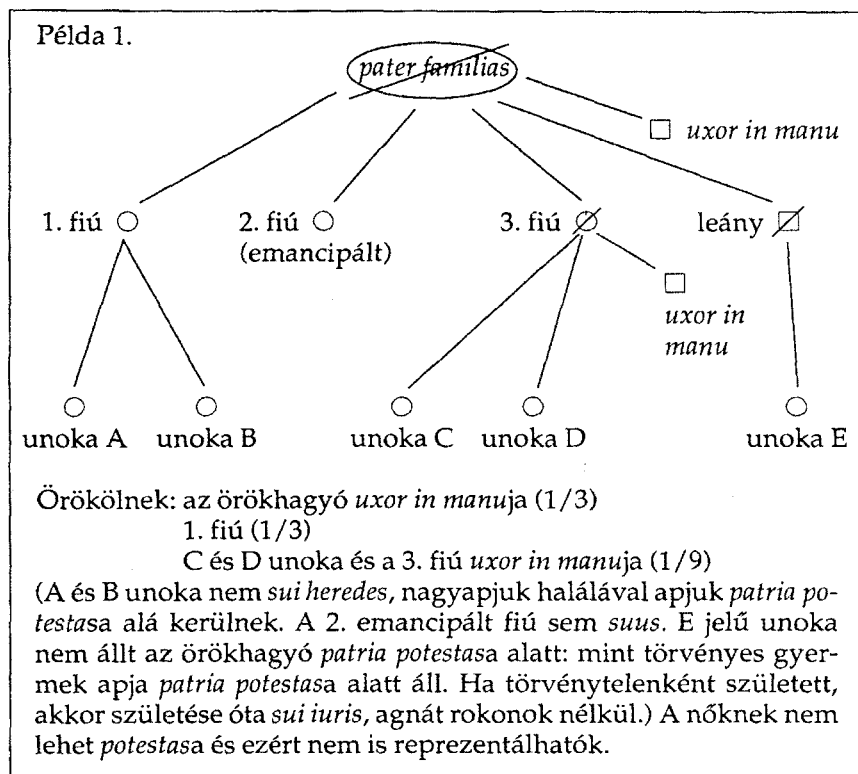 Példa 1.
pater familias
uxor in manu
1. fiú
2. fiú
(emancipált)
3. fiú
leány
uxor in
manu
unoka A
unoka B
unoka C
unoka D
unoka E
Örökölnek: az örökhagyó uxor in manuja (1/3)
1. fiú (1/3)
C és D unoka és a 3. fiú uxor in manuja (1/9)
(A és B unoka nem sui heredes, nagyapjuk halálával apjuk patria po-
testasa alá kerülnek. A 2. emancipált fiú sem suus. E jelű unoka
nem állt az örökhagyó patria potestasa alatt: mint törvényes gyer-
mek apja patria potestasa alatt áll. Ha törvénytelenként született,
akkor születése óta sui iuris, agnát rokonok nélkül.) A nőknek nem
lehet potestasa és ezért nem is reprezentálhatók.